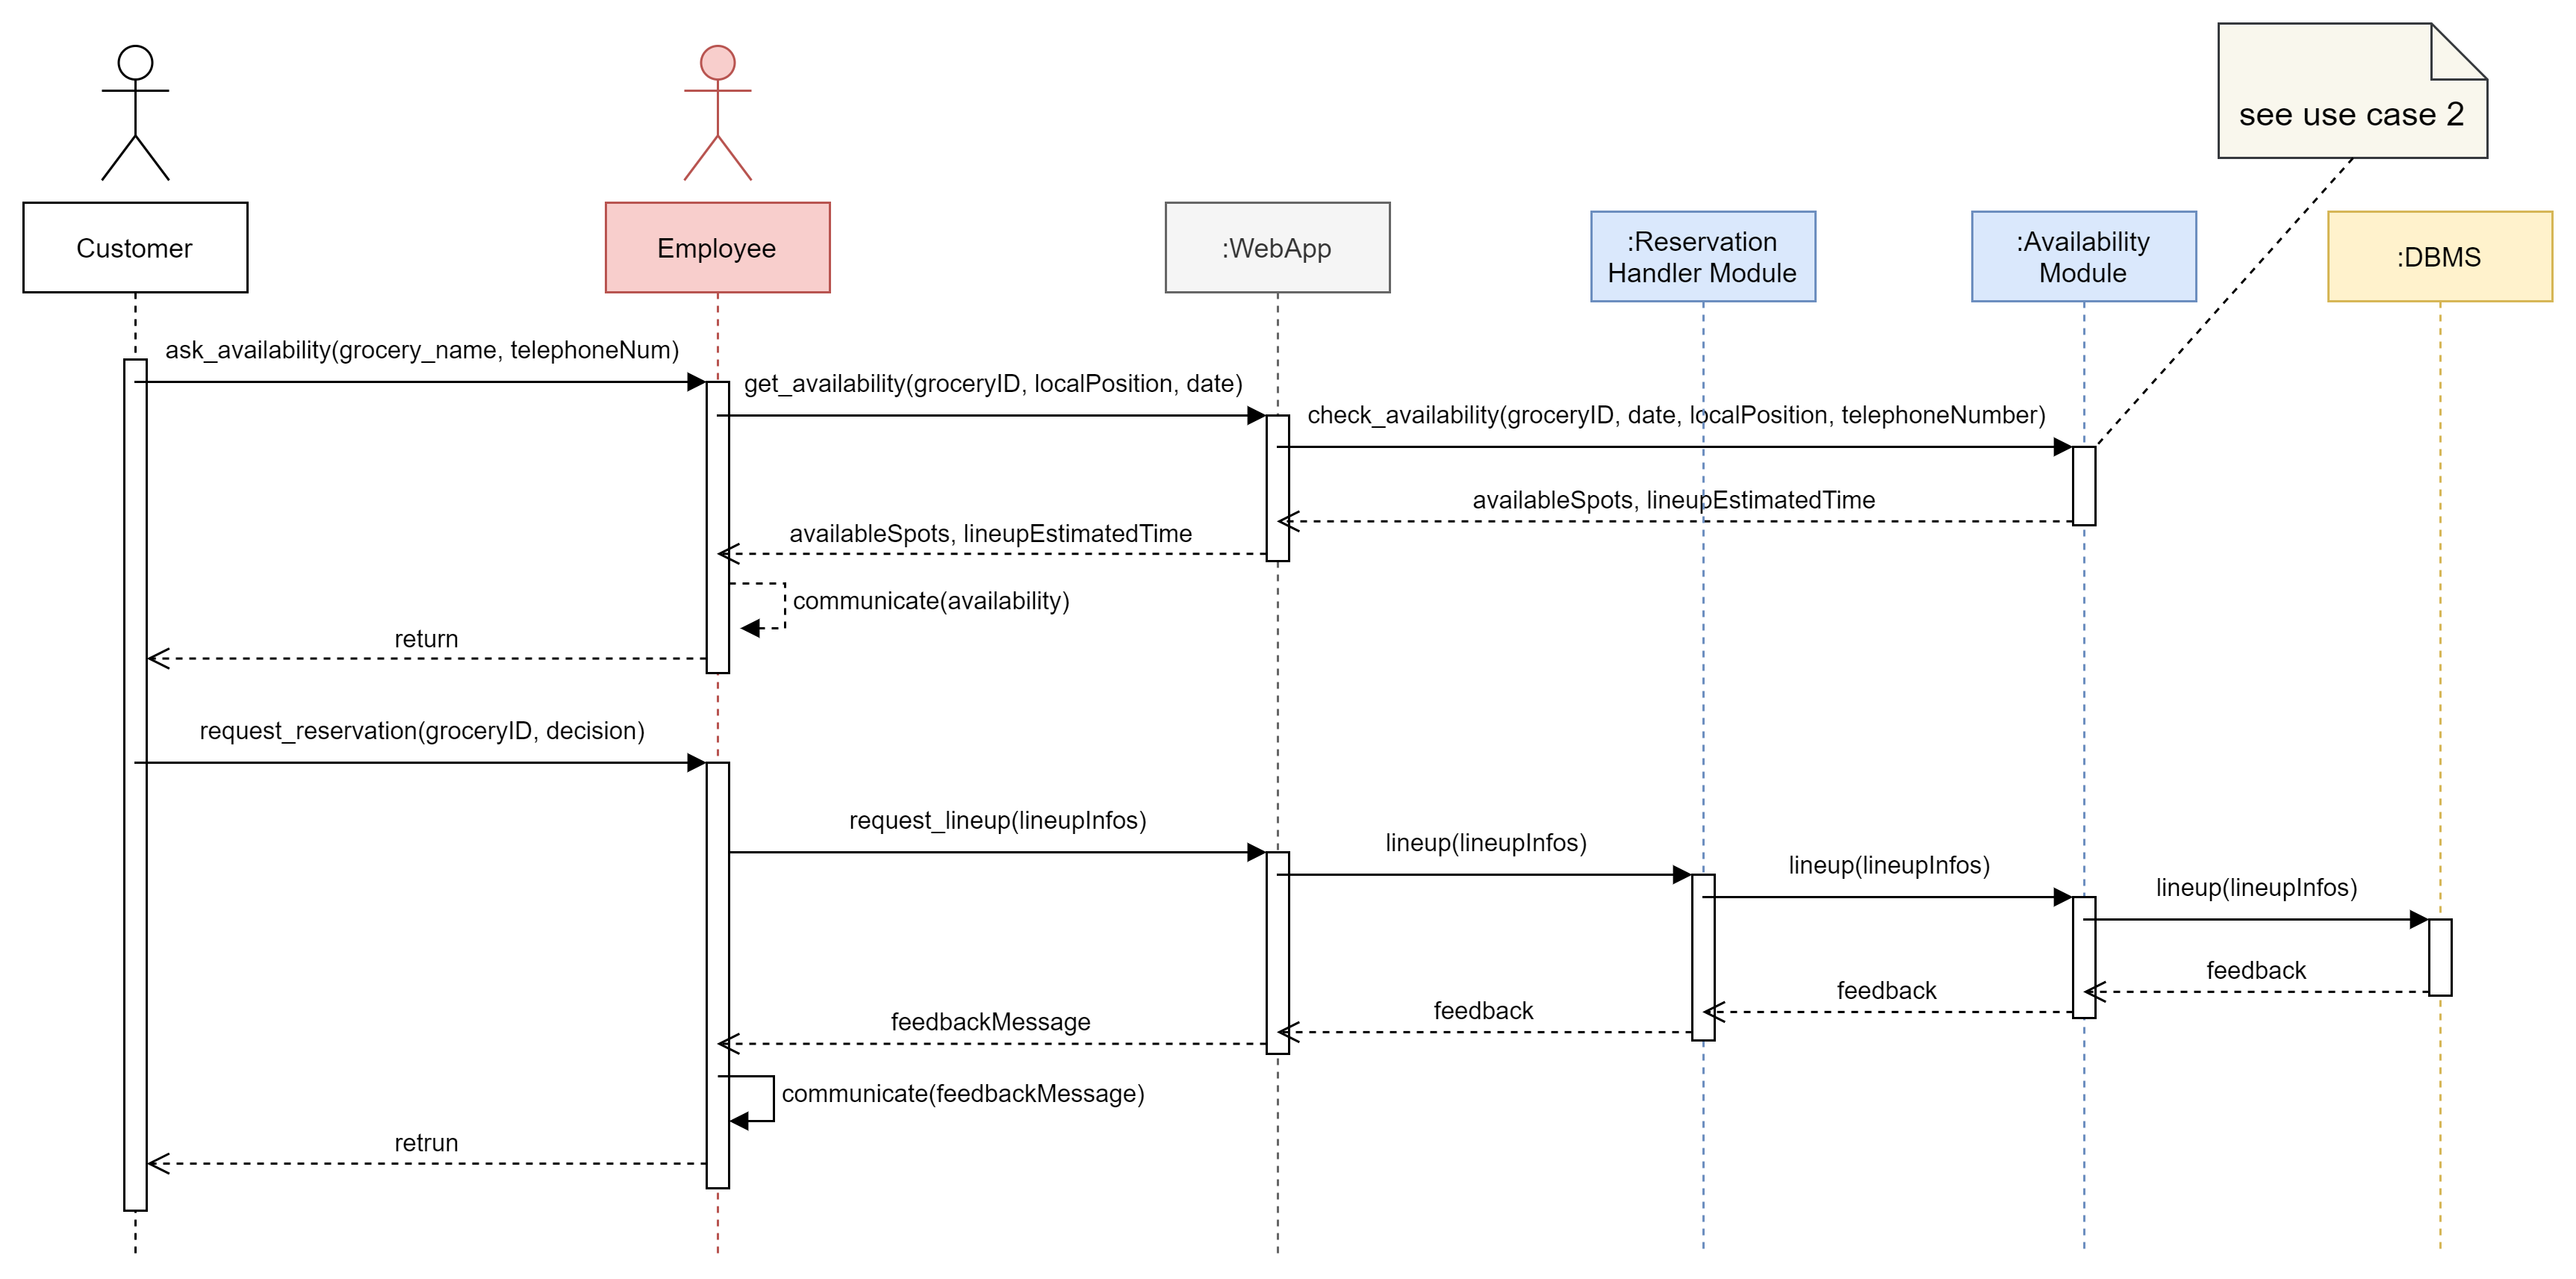 see use case 2
Customer
Employee
:WebApp
:Reservation
Handler Module
:Availability
Module
:DBMS
ask_availability(grocery_name, telephoneNum)
get_availability(groceryID, localPosition, date)
check_availability(groceryID, date, localPosition, telephoneNumber)
availableSpots, lineupEstimatedTime
availableSpots, lineupEstimatedTime
communicate(availability)
return
request_reservation(groceryID, decision)
request_lineup(lineupInfos)
lineup(lineupInfos)
lineup(lineupInfos)
lineup(lineupInfos)
feedback
feedback
feedback
feedbackMessage
communicate(feedbackMessage)
retrun